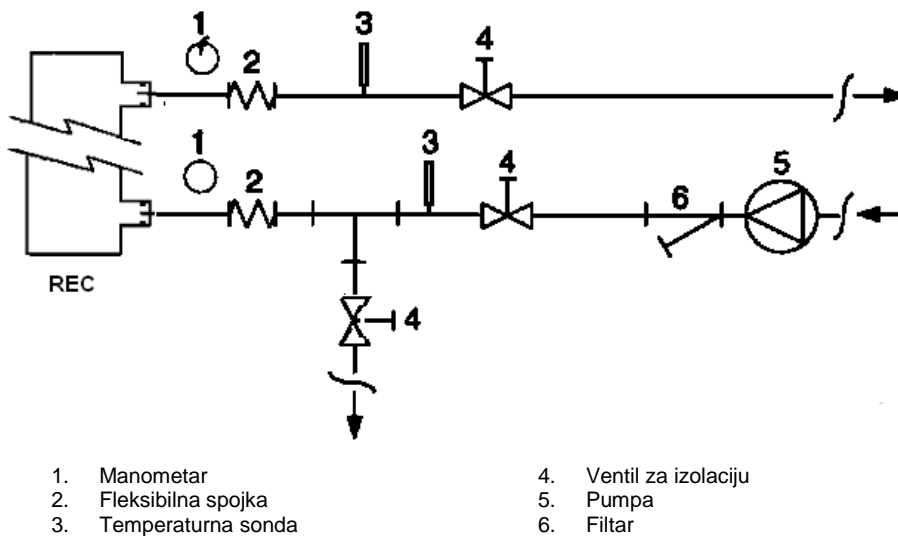 1
2
3
4
1
2
3
4
6
5
REC
4
1. Manometar
2. Fleksibilna spojka
3. Temperaturna sonda
4. Ventil za izolaciju
5. Pumpa
6. Filtar